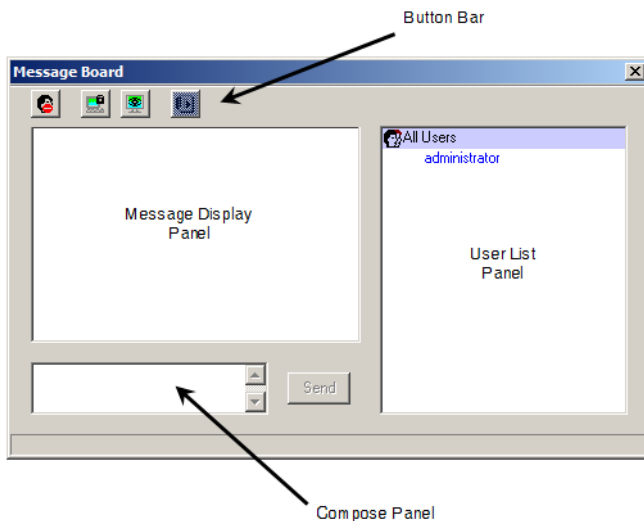 Button Bar
Message Board
All Users
administrator
Message Display
Panel
User List
Panel
Send
Compose Panel